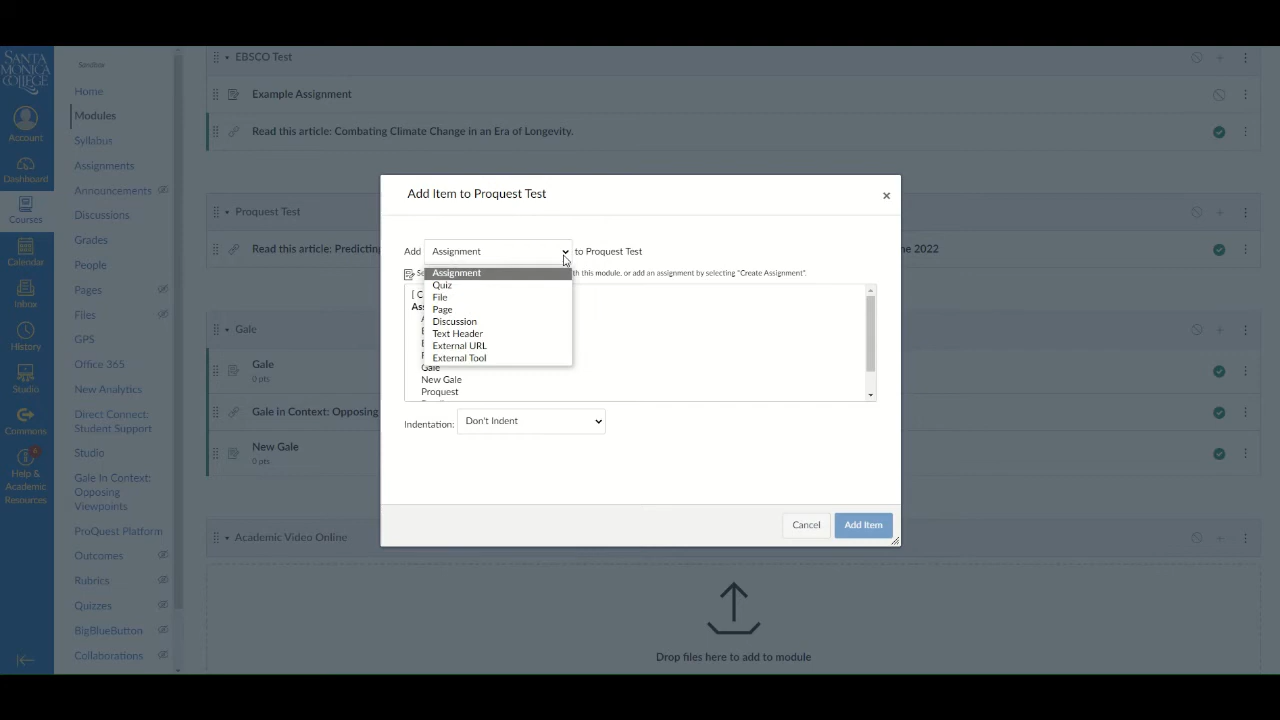 SANTA
MONICA
COLLEGE
Account
Dashboard
Courses
Calendar
Inbox
History
Studio
Commons
Help &
Academic
Resources
Sandbox
Home
Modules
Syllabus
Assignments
Announcements
Discussions
Grades
People
Pages
Files
GPS
Office 365
New Analytics
Direct Connect:
Student Support
Studio
Gale In Context:
Opposing
Viewpoints
ProQuest Platform
Outcomes
Rubrics
Quizzes
BigBlueButton
Collaborations
EBSCO Test
Example Assignment
Read this article: Combating Climate Change in an Era of Longevity.
Proquest Test
Read this article: Predicting
ne 2022
Gale
Gale
0 pts
Gale in Context: Opposing
New Gale
0 pts
Academic Video Online
Drop files here to add to module
Add Item to Proquest Test
×
Add Assignment to Proquest Test
th this module, or add an assignment by selecting "Create Assignment".
Assignment
Quiz
File
Page
Discussion
Text Header
External URL
External Tool
Gale
New Gale
Proquest
Indentation: Don't Indent
Cancel
Add Item